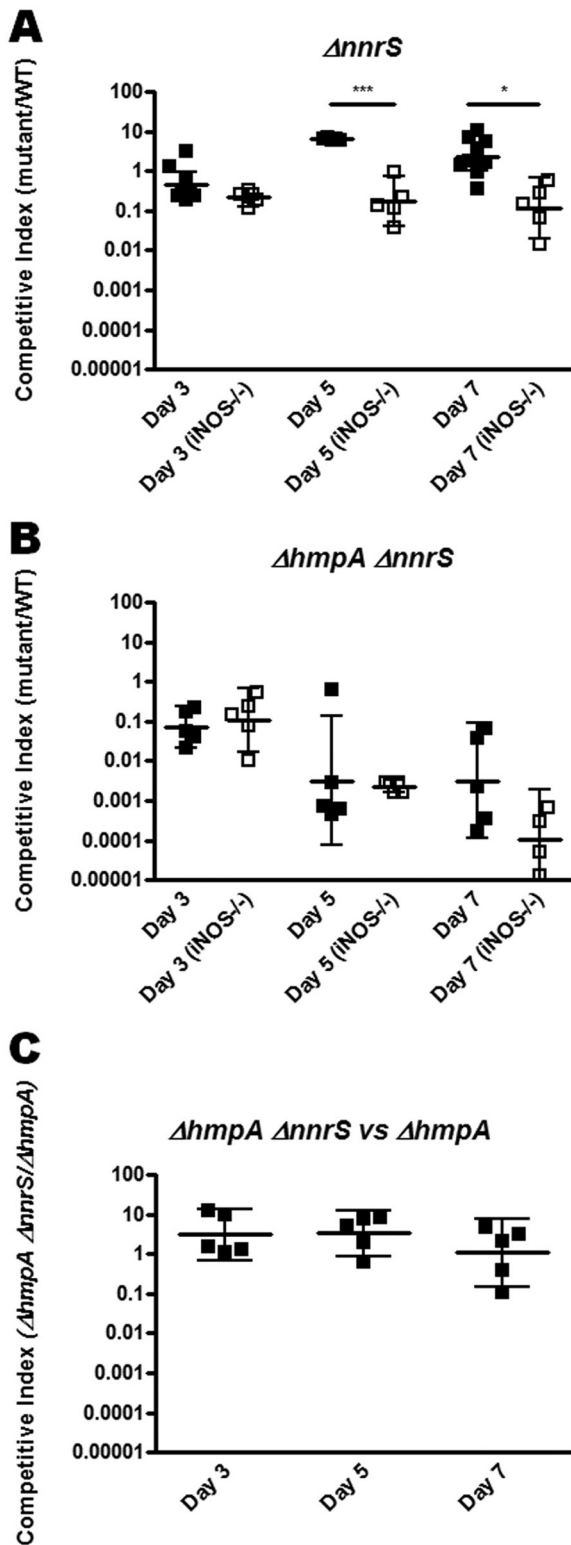 A
ΔnnrS
Competitive Index (mutant/WT)
100
10
1
0.1
0.01
0.001
0.0001
0.00001
***
*
Day 3
Day 3 (iNOS-/-)
Day 5
Day 5 (iNOS-/-)
Day 7
Day 7 (iNOS-/-)
B
ΔhmpA ΔnnrS
Competitive Index (mutant/WT)
100
10
1
0.1
0.01
0.001
0.0001
0.00001
Day 3
Day 3 (iNOS-/-)
Day 5
Day 5 (iNOS-/-)
Day 7
Day 7 (iNOS-/-)
C
ΔhmpA ΔnnrS vs ΔhmpA
Competitive Index (ΔhmpA ΔnnrS/ΔhmpA)
100
10
1
0.1
0.01
0.001
0.0001
0.00001
Day 3
Day 5
Day 7